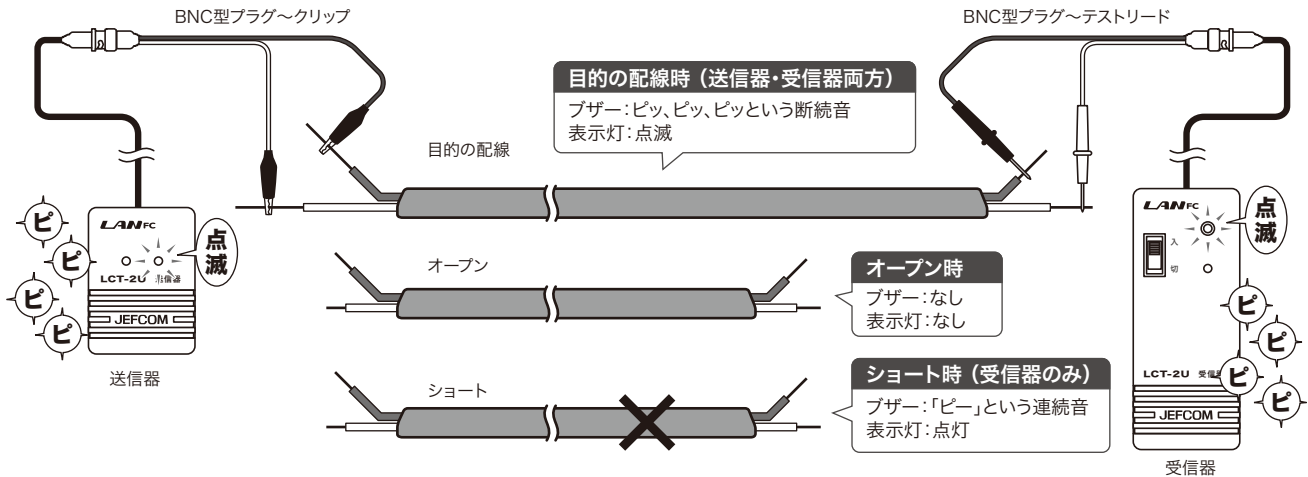 BNC型プラグ〜クリップ
BNC型プラグ〜テストリード
目的の配線時（送信器・受信器両方）
ブザー：ピッ、ピッ、ピッという断続音
表示灯：点滅
目的の配線
ピ
ピ
ピ
ピ
点滅
LAN FC
LCT-2U 送信器
JEFCOM
送信器
オープン
オープン時
ブザー：なし
表示灯：なし
ショート
ショート時（受信器のみ）
ブザー：「ピー」という連続音
表示灯：点灯
LAN FC
入
切
点滅
ピ
ピ
ピ
ピ
LCT-2U 受信器
JEFCOM
受信器